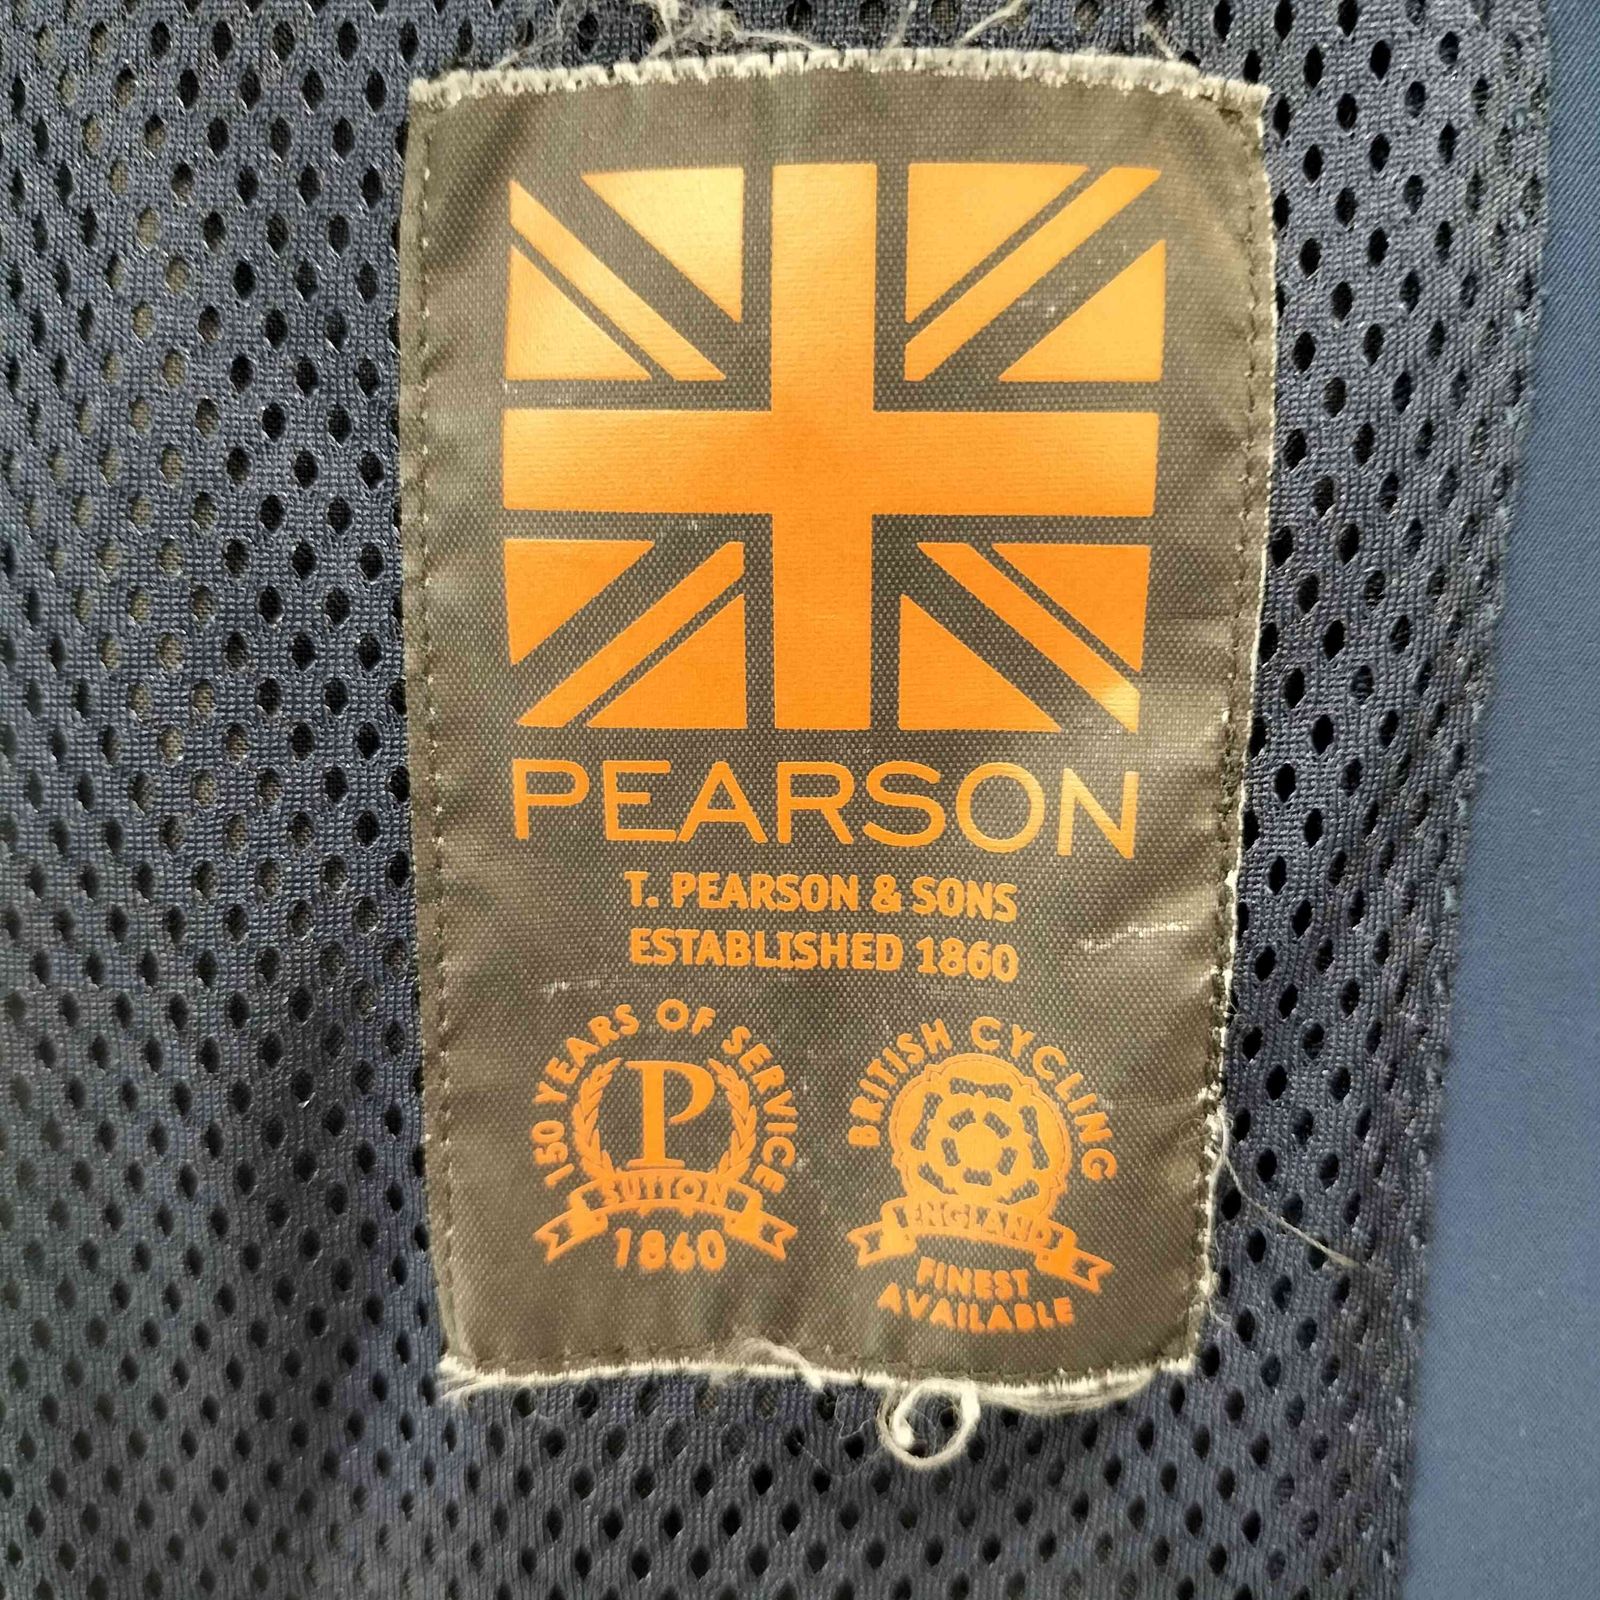 PEARSON
T. PEARSON & SONS
ESTABLISHED 1860
150 YEARS OF SERVICE
P
SUTTON
1860
BRITISH CYCLING
ENGLAND
FINEST
AVAILABLE